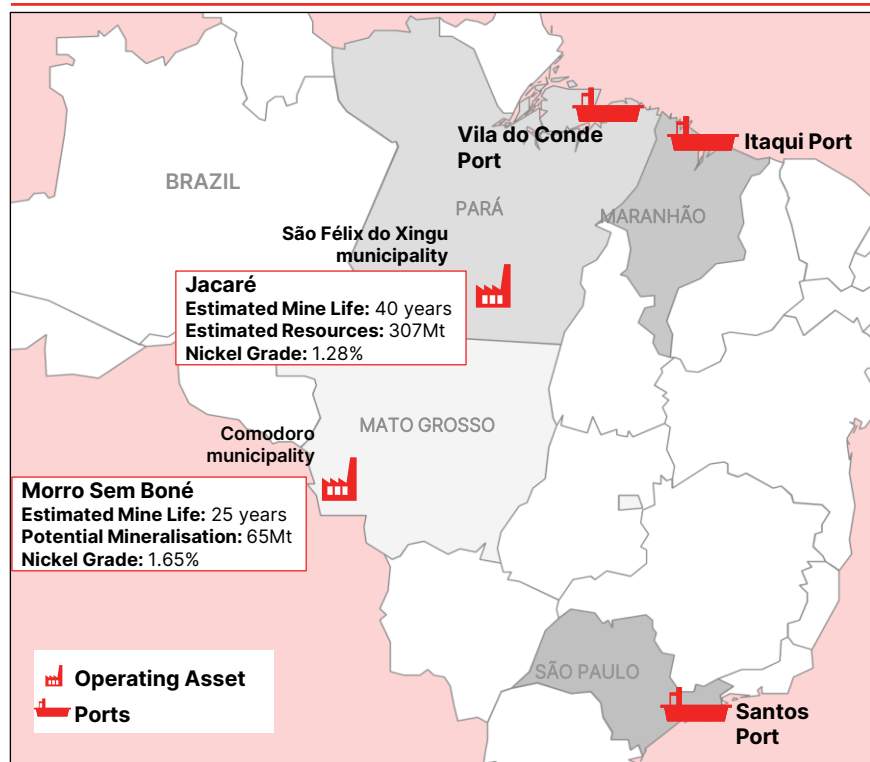 Vila do Conde
Port
Itaqui Port
BRAZIL
PARÁ
MARANHÃO
São Félix do Xingu
municipality
Jacaré
Estimated Mine Life: 40 years
Estimated Resources: 307Mt
Nickel Grade: 1.28%
MATO GROSSO
Comodoro
municipality
Morro Sem Boné
Estimated Mine Life: 25 years
Potential Mineralisation: 65Mt
Nickel Grade: 1.65%
SÃO PAULO
Operating Asset
Ports
Santos
Port